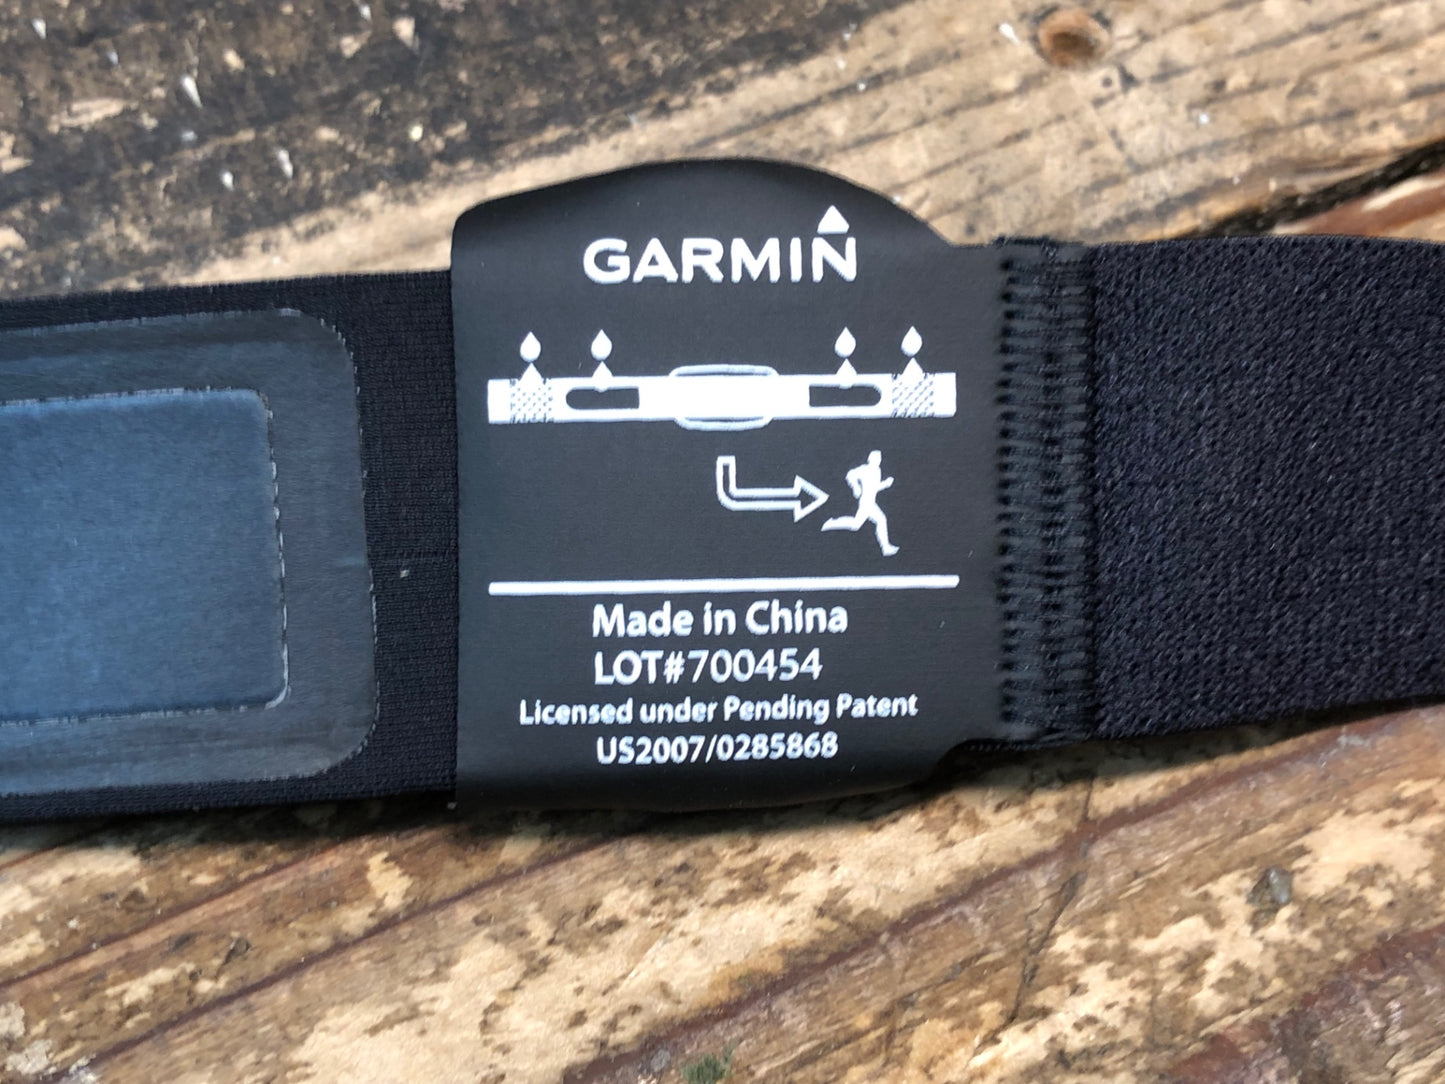 GARMIN
Made in China
LOT#700454
Licensed under Pending Patent
US2007/0285868